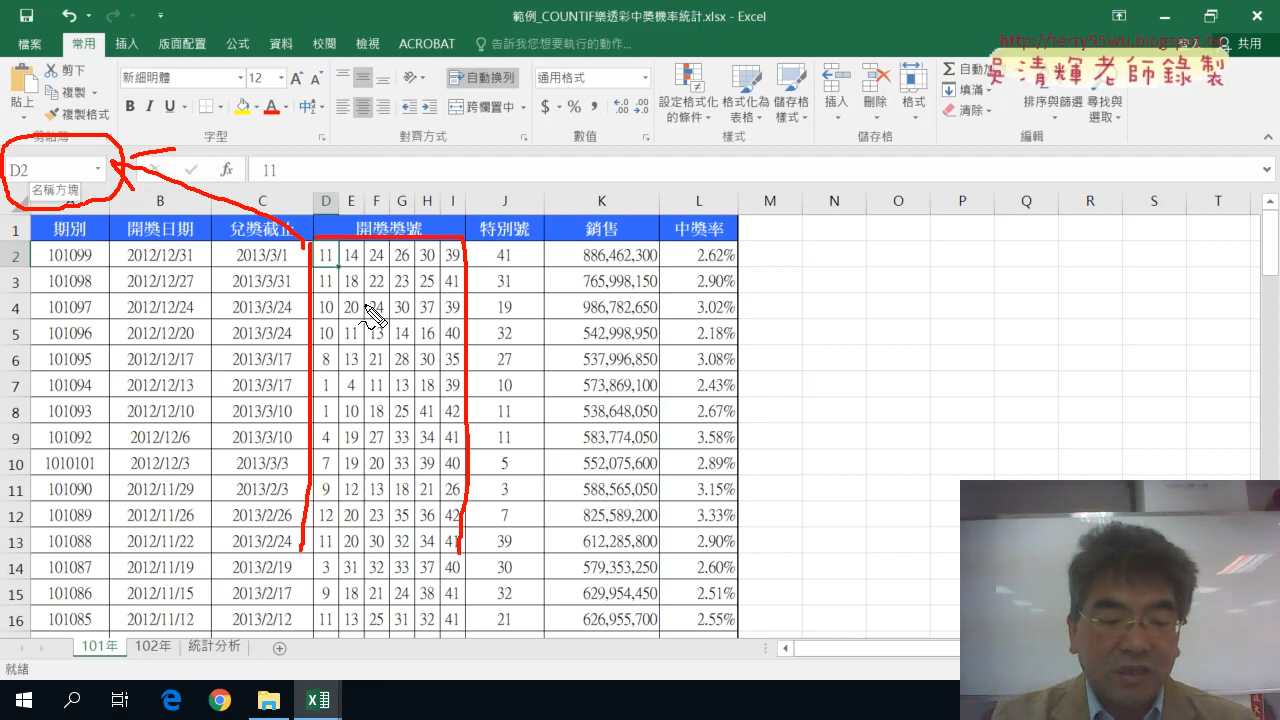 範例_COUNTIF樂透彩中獎機率統計.xlsx - Excel
檔案 常用 插入 版面配置 公式 資料 校閱 檢視 ACROBAT 告訴我您想要執行的動作... 登入 共用
http://terry55wu.blogspot.tw
吳清輝老師錄製
貼上 剪下 複製 複製格式 剪貼簿
新細明體 12 字型
自動換列 跨欄置中 對齊方式
通用格式 $ % 數值
設定格式化的條件 格式化為表格 儲存格樣式 樣式
插入 刪除 格式 儲存格
自動加 填滿 清除 排序與篩選 尋找與選取 編輯
D2 fx 11
名稱方塊
A B C D E F G H I J K L M N O P Q R S T
1 期別 開獎日期 兌獎截止 開獎獎號 特別號 銷售 中獎率
2 101099 2012/12/31 2013/3/1 11 14 24 26 30 39 41 886,462,300 2.62%
3 101098 2012/12/27 2013/3/31 11 18 22 23 25 41 31 765,998,150 2.90%
4 101097 2012/12/24 2013/3/24 10 20 24 30 37 39 19 986,782,650 3.02%
5 101096 2012/12/20 2013/3/24 10 11 13 14 16 40 32 542,998,950 2.18%
6 101095 2012/12/17 2013/3/17 8 13 21 28 30 35 27 537,996,850 3.08%
7 101094 2012/12/13 2013/3/17 1 4 11 13 18 39 10 573,869,100 2.43%
8 101093 2012/12/10 2013/3/10 1 10 18 25 41 42 11 538,648,050 2.67%
9 101092 2012/12/6 2013/3/10 4 19 27 33 34 41 11 583,774,050 3.58%
10 1010101 2012/12/3 2013/3/3 7 19 20 33 39 40 5 552,075,600 2.89%
11 101090 2012/11/29 2013/2/3 9 12 13 18 21 26 3 588,565,050 3.15%
12 101089 2012/11/26 2013/2/26 12 20 23 35 36 42 7 825,589,200 3.33%
13 101088 2012/11/22 2013/2/24 11 20 30 32 34 41 39 612,285,800 2.90%
14 101087 2012/11/19 2013/2/19 3 31 32 33 37 40 30 579,353,250 2.60%
15 101086 2012/11/15 2013/2/17 9 18 21 24 38 41 32 629,954,450 2.51%
16 101085 2012/11/12 2013/2/12 11 13 25 31 32 41 21 626,955,700 2.55%
101年 102年 統計分析
就緒